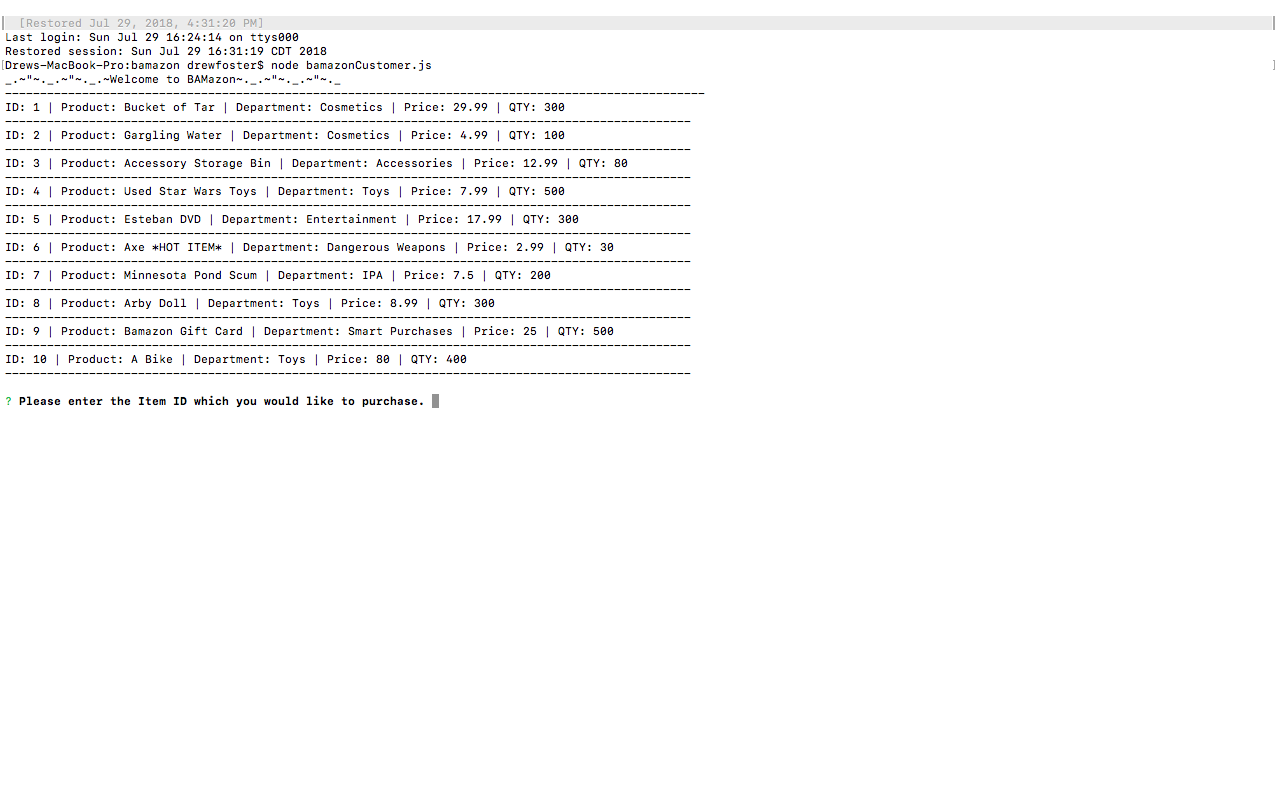 [Restored Jul 29, 2018, 4:31:20 PM]
Last login: Sun Jul 29 16:24:14 on ttys000
Restored session: Sun Jul 29 16:31:19 CDT 2018
[Drews-MacBook-Pro:bamazon drewfoster$ node bamazonCustomer.js ]
_.~"~._.~"~._.~Welcome to BAMazon~._.~"~._.~"~._
----------------------------------------------------------------------------------------------------
ID: 1 | Product: Bucket of Tar | Department: Cosmetics | Price: 29.99 | QTY: 300
--------------------------------------------------------------------------------------------------
ID: 2 | Product: Gargling Water | Department: Cosmetics | Price: 4.99 | QTY: 100
--------------------------------------------------------------------------------------------------
ID: 3 | Product: Accessory Storage Bin | Department: Accessories | Price: 12.99 | QTY: 80
--------------------------------------------------------------------------------------------------
ID: 4 | Product: Used Star Wars Toys | Department: Toys | Price: 7.99 | QTY: 500
--------------------------------------------------------------------------------------------------
ID: 5 | Product: Esteban DVD | Department: Entertainment | Price: 17.99 | QTY: 300
--------------------------------------------------------------------------------------------------
ID: 6 | Product: Axe *HOT ITEM* | Department: Dangerous Weapons | Price: 2.99 | QTY: 30
--------------------------------------------------------------------------------------------------
ID: 7 | Product: Minnesota Pond Scum | Department: IPA | Price: 7.5 | QTY: 200
--------------------------------------------------------------------------------------------------
ID: 8 | Product: Arby Doll | Department: Toys | Price: 8.99 | QTY: 300
--------------------------------------------------------------------------------------------------
ID: 9 | Product: Bamazon Gift Card | Department: Smart Purchases | Price: 25 | QTY: 500
--------------------------------------------------------------------------------------------------
ID: 10 | Product: A Bike | Department: Toys | Price: 80 | QTY: 400
--------------------------------------------------------------------------------------------------
? Please enter the Item ID which you would like to purchase.